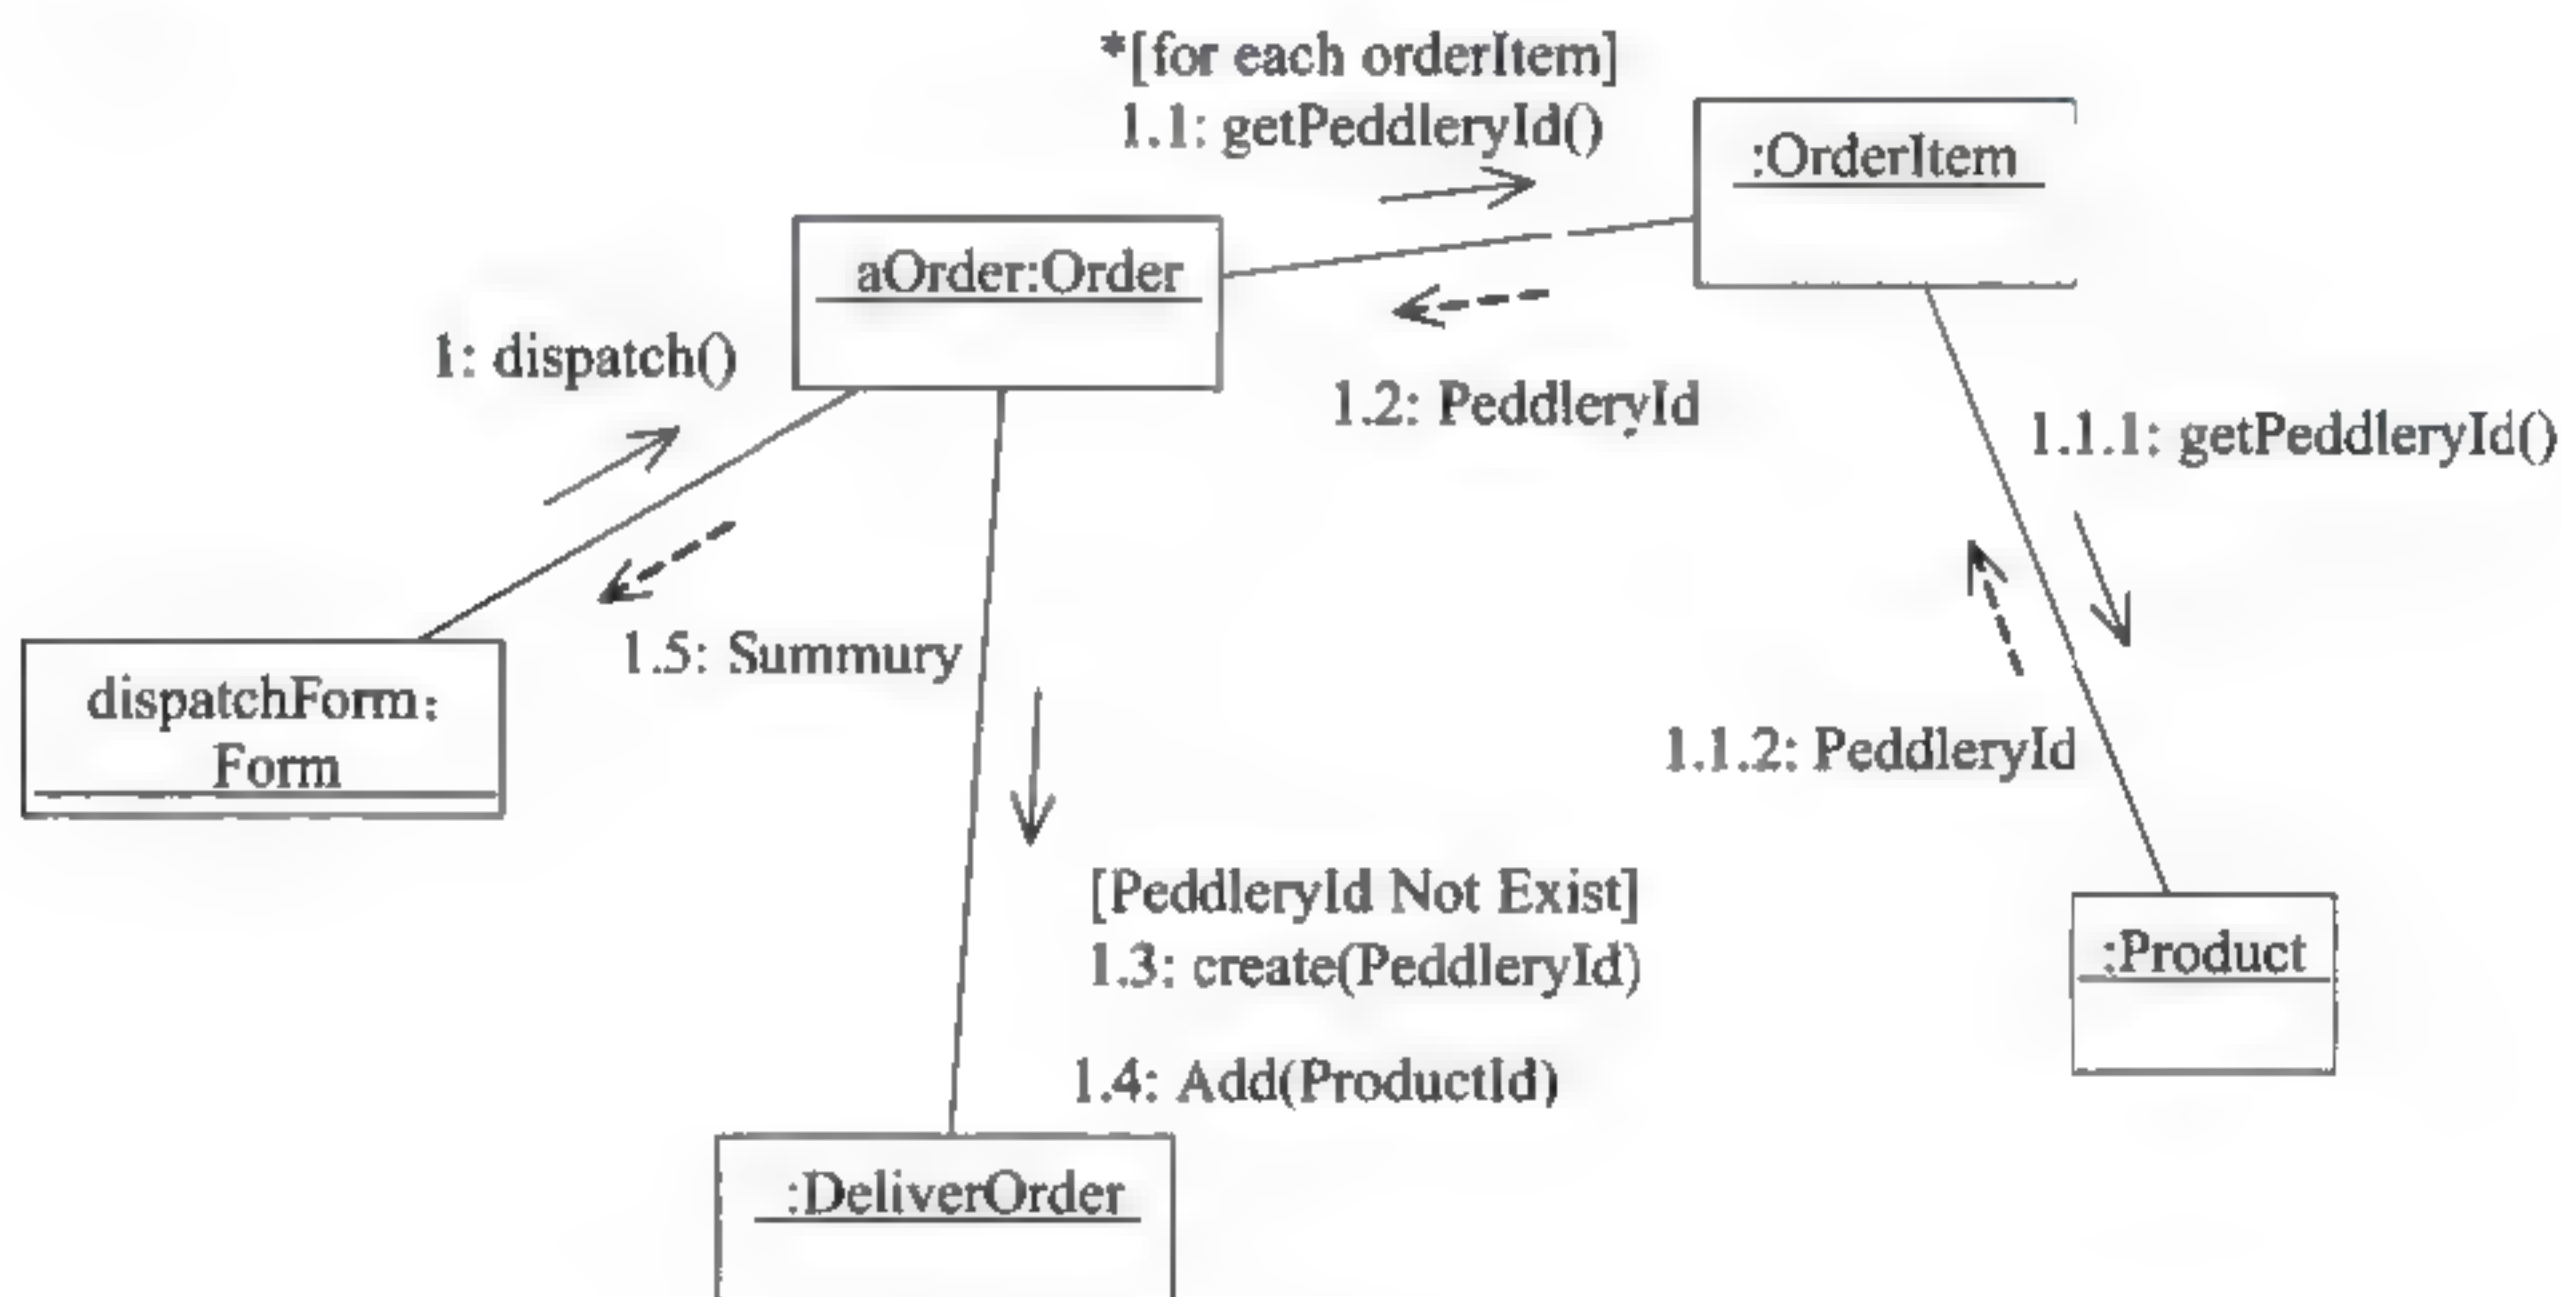 *[for each orderItem]
1.1: getPeddleryId()
:OrderItem
aOrder:Order
1: dispatch()
1.2: PeddleryId
1.1.1: getPeddleryId()
1.5: Summury
dispatchForm:
Form
1.1.2: PeddleryId
[PeddleryId Not Exist]
1.3: create(PeddleryId)
:Product
1.4: Add(ProductId)
:DeliverOrder